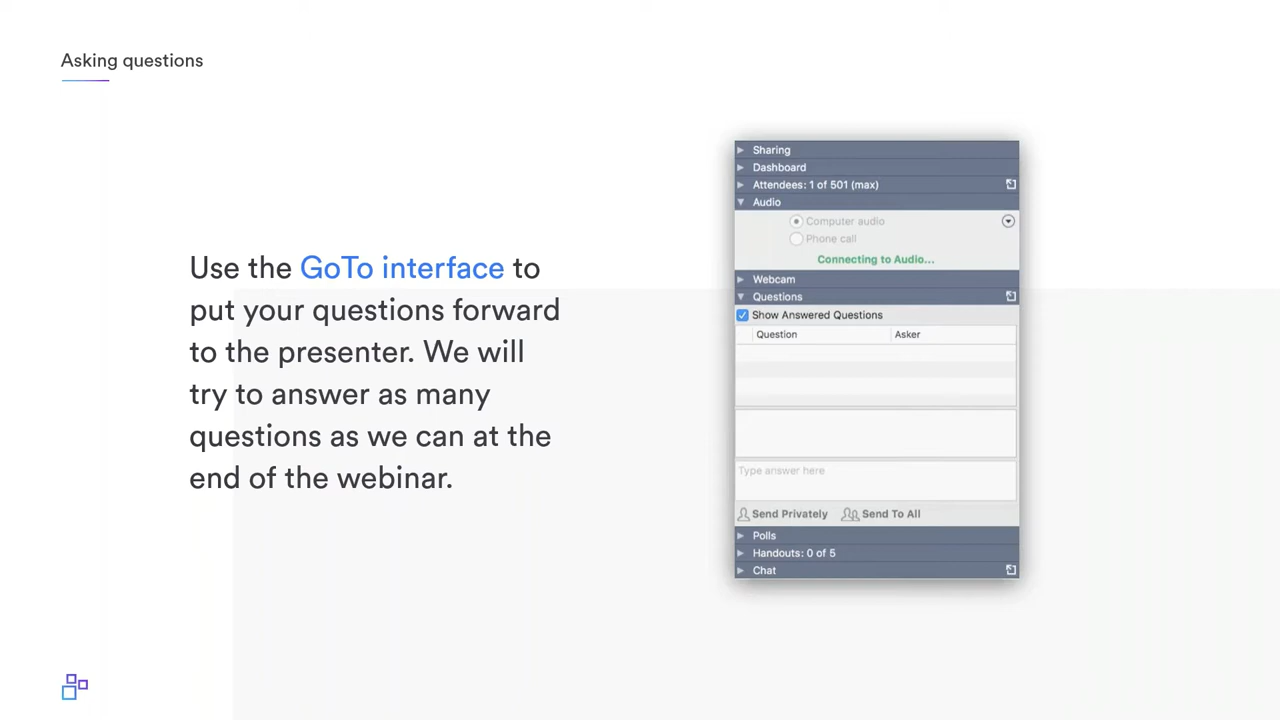 Asking questions
Use the GoTo interface to
put your questions forward
to the presenter. We will
try to answer as many
questions as we can at the
end of the webinar.
Sharing
Dashboard
Attendees: 1 of 501 (max)
Audio
Computer audio
Phone call
Connecting to Audio...
Webcam
Questions
Show Answered Questions
Question Asker
Type answer here
Send Privately Send To All
Polls
Handouts: 0 of 5
Chat